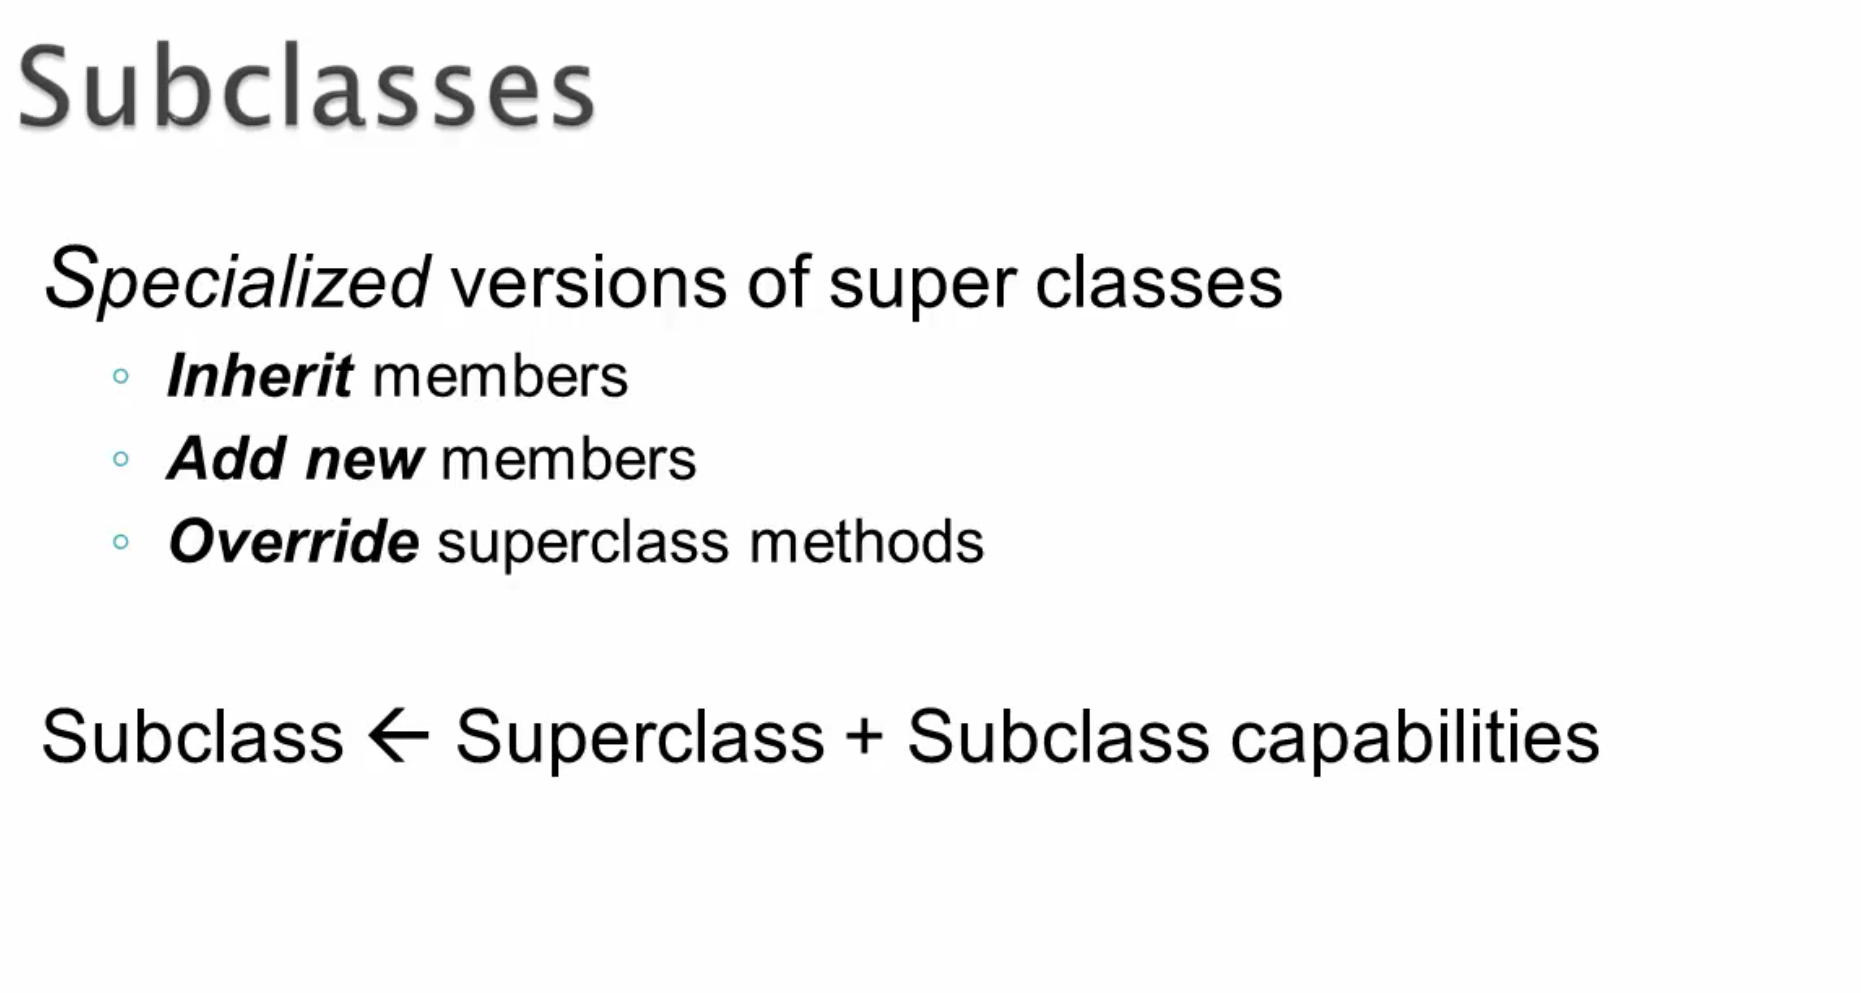 Subclasses
Specialized versions of super classes
◦ Inherit members
◦ Add new members
◦ Override superclass methods
Subclass ← Superclass + Subclass capabilities